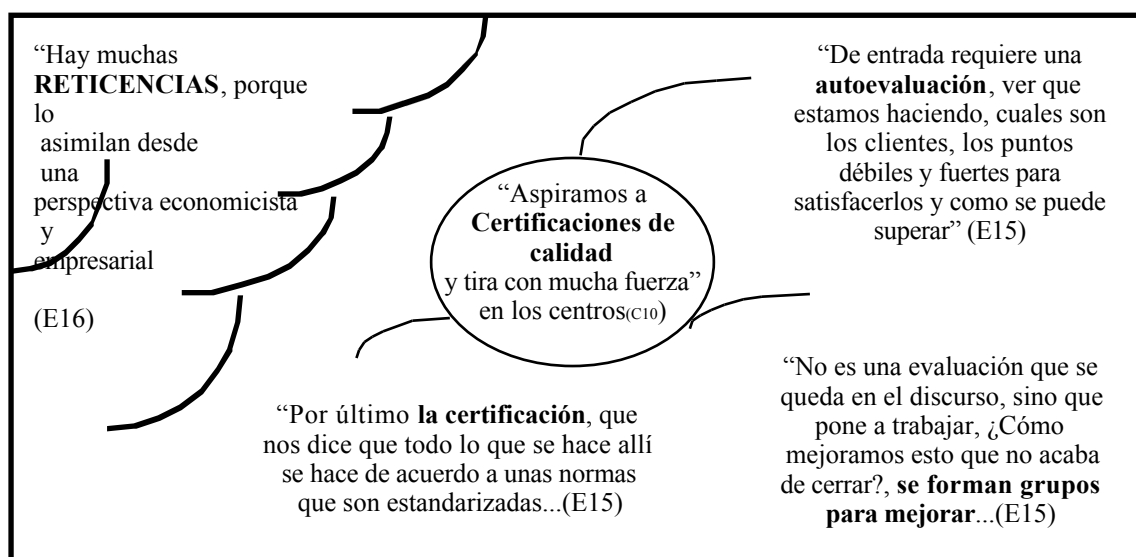 “Hay muchas
RETICENCIAS, porque
lo
asimilan desde
una
perspectiva economicista
y
empresarial
(E16)
“De entrada requiere una
autoevaluación, ver que
estamos haciendo, cuales son
los clientes, los puntos
débiles y fuertes para
satisfacerlos y como se puede
superar” (E15)
“Aspiramos a
Certificaciones de
calidad
y tira con mucha fuerza”
en los centros(C10)
“Por último la certificación, que
nos dice que todo lo que se hace allí
se hace de acuerdo a unas normas
que son estandarizadas...(E15)
“No es una evaluación que se
queda en el discurso, sino que
pone a trabajar, ¿Cómo
mejoramos esto que no acaba
de cerrar?, se forman grupos
para mejorar...(E15)